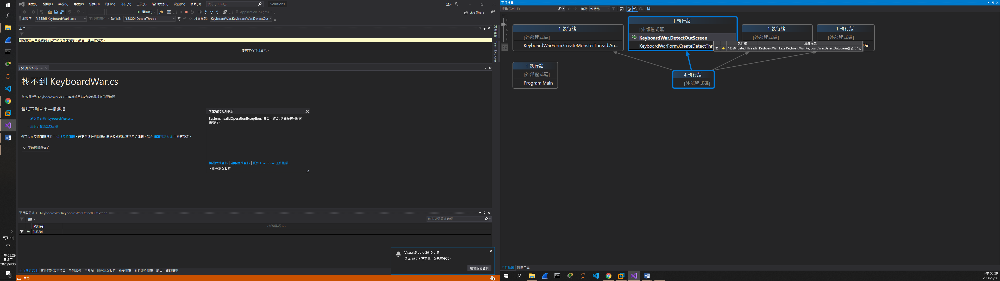 檔案(F) 編輯(E) 檢視(V) 專案(P) 偵錯(D) 測試(S) 分析(N) 工具(T) 延伸模組(X) 視窗(W) 說明(H) 搜尋 (Ctrl+Q) Solution1 登入
繼續(C) Application Insights Live Share
處理序: [15556] KeyboardWarIII.exe 週期事件 執行緒: [18320] DetectThread 堆疊框架: KeyboardWar.KeyboardWar.DetectOut
工作
因為偵錯工具連結到了已在執行的處理序，致使一些工作遺失。
沒有工作可供顯示。
方案總管
Team Explorer
找不到原始碼
找不到 KeyboardWar.cs
您必須找到 KeyboardWar.cs，才能檢視目前呼叫堆疊框架的原始碼
嘗試下列其中一個選項:
- 瀏覽並尋找 KeyboardWar.cs...
- 反向組譯原始程式碼
您可以在反組譯碼視窗中 檢視反組譯碼。若要永遠針對遺漏的原始程式檔檢視其反組譯碼，請在 選項對話方塊 中變更設定。
原始碼搜尋資訊
未處理的例外狀況
System.InvalidOperationException: '集合已修改; 列舉作業可能尚
未執行。'
檢視詳細資料 | 複製詳細資料 | 開始 Live Share 工作階段...
例外狀況設定
平行監看式 1 - KeyboardWar.KeyboardWar.DetectOutScreen
依布林運算式篩選
[執行緒] <新增監看式>
[18320]
Visual Studio 2019 更新
版本 16.7.5 已下載，並已可安裝。
檢視詳細資料
平行監看式 1 套件管理器主控台 呼叫堆疊 中斷點 例外狀況設定 命令視窗 即時運算視窗 輸出 錯誤清單
就緒
3
中
下午 05:29
星期三
2020/9/30
1
平行堆疊
搜尋 (Ctrl+E) 檢視: 執行緒
1 執行緒
[外部程式碼]
KeyboardWarForm.CreateMonsterThread.An...
1 執行緒
[外部程式碼]
KeyboardWar.DetectOutScreen
KeyboardWarForm.CreateDetectThr
1 執行緒
[外部程式碼]
1 執行緒
[外部程式碼]
Die
執行緒 堆疊框架
18320 (DetectThread) KeyboardWarIII.exe!KeyboardWar.KeyboardWar.DetectOutScreen() 第 57 行
1 執行緒
[外部程式碼]
Program.Main
4 執行緒
[外部程式碼]
平行堆疊 診斷工具
下午 05:29
2020/9/30